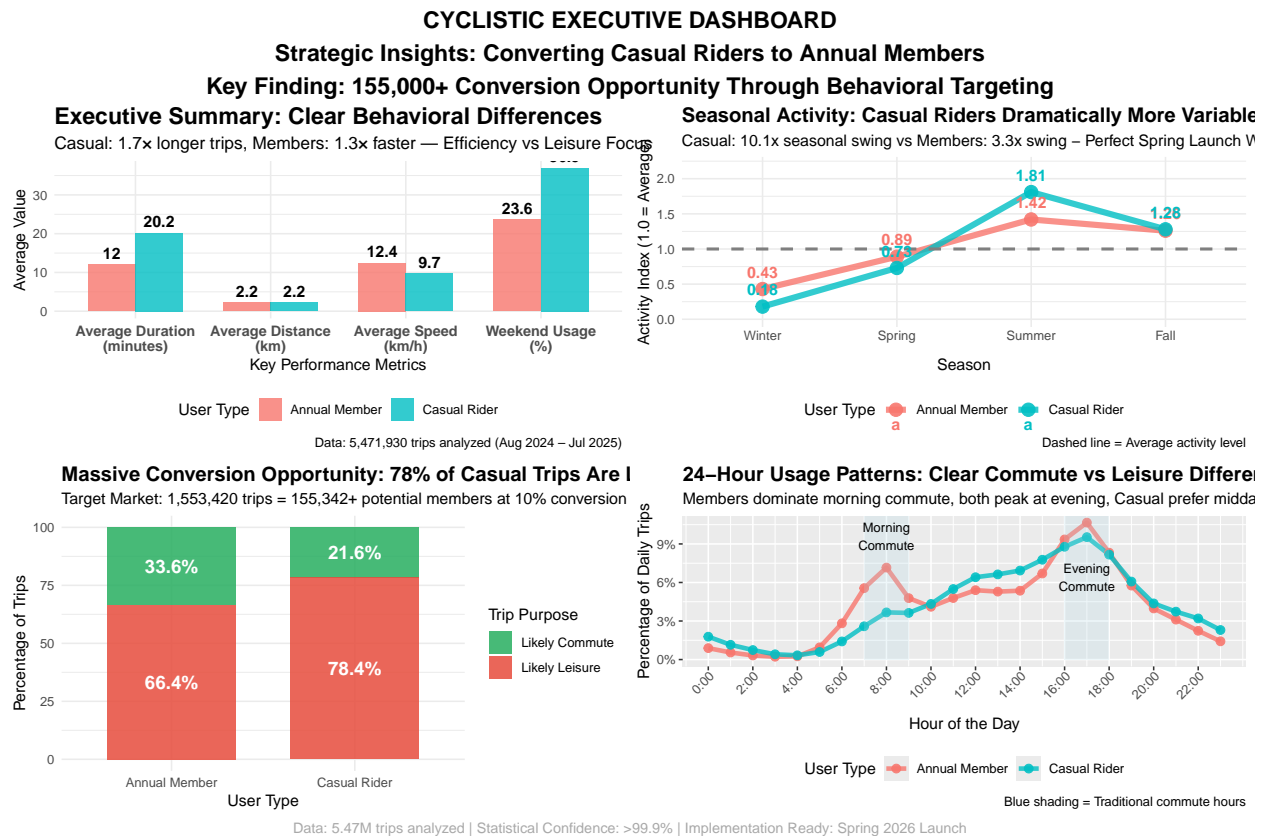 CYCLISTIC EXECUTIVE DASHBOARD
Strategic Insights: Converting Casual Riders to Annual Members
Key Finding: 155,000+ Conversion Opportunity Through Behavioral Targeting
Executive Summary: Clear Behavioral Differences
Casual: 1.7× longer trips, Members: 1.3× faster — Efficiency vs Leisure Focus
Average Value
30
20
10
0
12
20.2
2.2
2.2
12.4
9.7
23.6
Average Duration
(minutes)
Average Distance
(km)
Average Speed
(km/h)
Weekend Usage
(%)
Key Performance Metrics
User Type
Annual Member
Casual Rider
Data: 5,471,930 trips analyzed (Aug 2024 – Jul 2025)
Seasonal Activity: Casual Riders Dramatically More Variable
Casual: 10.1x seasonal swing vs Members: 3.3x swing – Perfect Spring Launch W
Activity Index (1.0 = Average)
2.0
1.5
1.0
0.5
0.0
0.43
0.18
0.89
0.73
1.81
1.42
1.28
Winter
Spring
Summer
Fall
Season
User Type
a
Annual Member
a
Casual Rider
Dashed line = Average activity level
Massive Conversion Opportunity: 78% of Casual Trips Are L
Target Market: 1,553,420 trips = 155,342+ potential members at 10% conversion
Percentage of Trips
100
75
50
25
0
33.6%
66.4%
21.6%
78.4%
Annual Member
Casual Rider
User Type
Trip Purpose
Likely Commute
Likely Leisure
24–Hour Usage Patterns: Clear Commute vs Leisure Differen
Members dominate morning commute, both peak at evening, Casual prefer midda
Percentage of Daily Trips
9%
6%
3%
0%
Morning
Commute
Evening
Commute
0:00
2:00
4:00
6:00
8:00
10:00
12:00
14:00
16:00
18:00
20:00
22:00
Hour of the Day
User Type
Annual Member
Casual Rider
Blue shading = Traditional commute hours
Data: 5.47M trips analyzed | Statistical Confidence: >99.9% | Implementation Ready: Spring 2026 Launch